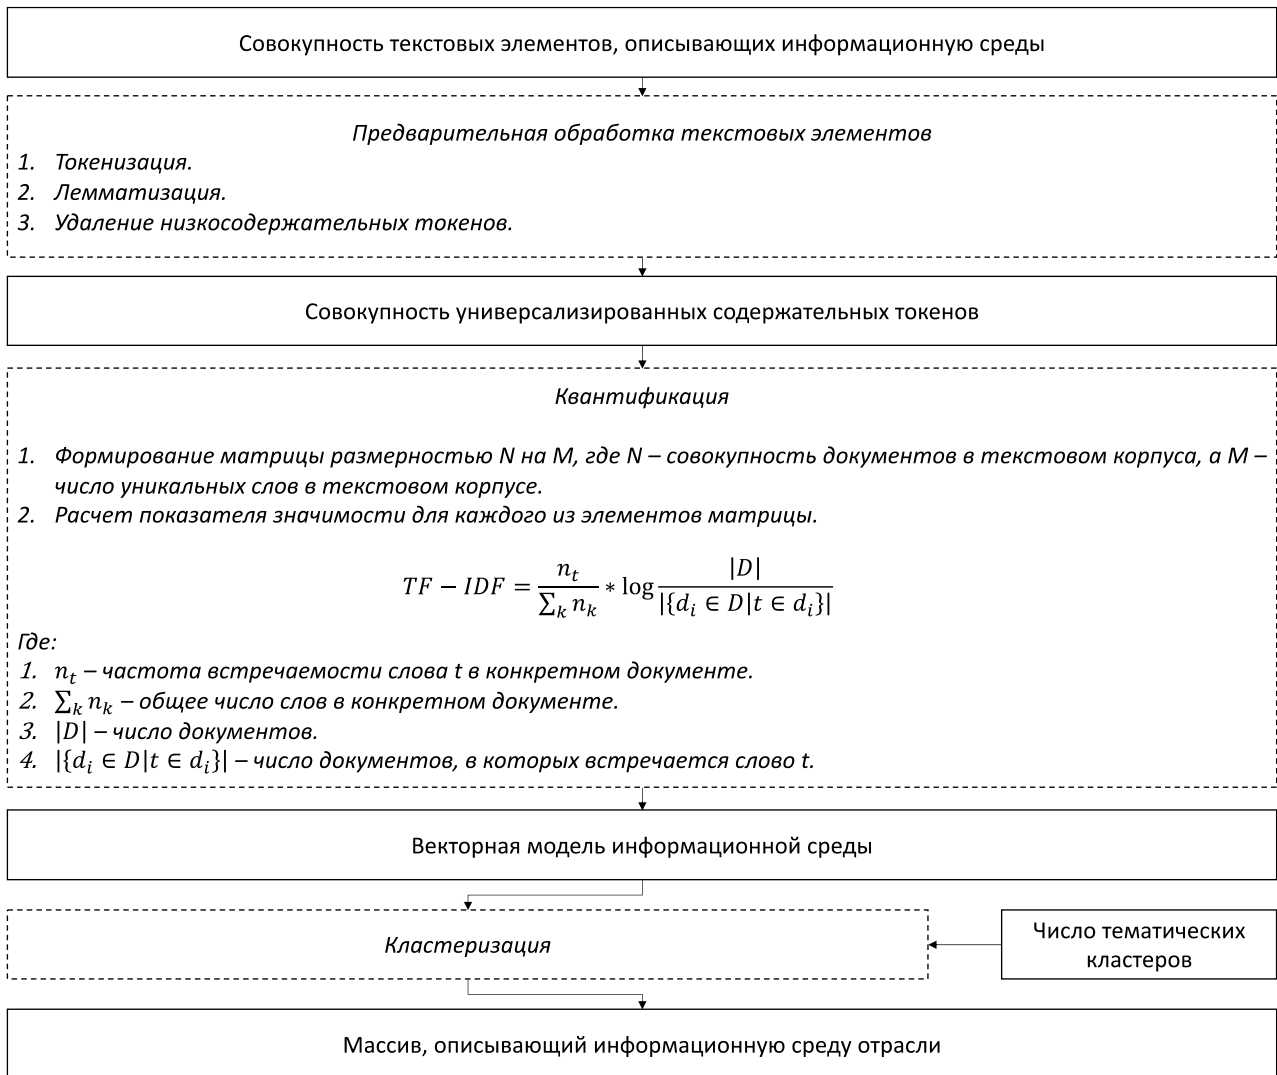 Совокупность текстовых элементов, описывающих информационную среды
Предварительная обработка текстовых элементов
1. Токенизация.
2. Лемматизация.
3. Удаление низкосодержательных токенов.
Совокупность универсализированных содержательных токенов
Квантификация
1. Формирование матрицы размерностью N на M, где N – совокупность документов в текстовом корпуса, а M –
число уникальных слов в текстовом корпусе.
2. Расчет показателя значимости для каждого из элементов матрицы.
TF − IDF = n_t / ∑_k n_k * log |D| / |{d_i ∈ D|t ∈ d_i}|
Где:
1. n_t – частота встречаемости слова t в конкретном документе.
2. ∑_k n_k – общее число слов в конкретном документе.
3. |D| – число документов.
4. |{d_i ∈ D|t ∈ d_i}| – число документов, в которых встречается слово t.
Векторная модель информационной среды
Кластеризация
Число тематических
кластеров
Массив, описывающий информационную среду отрасли